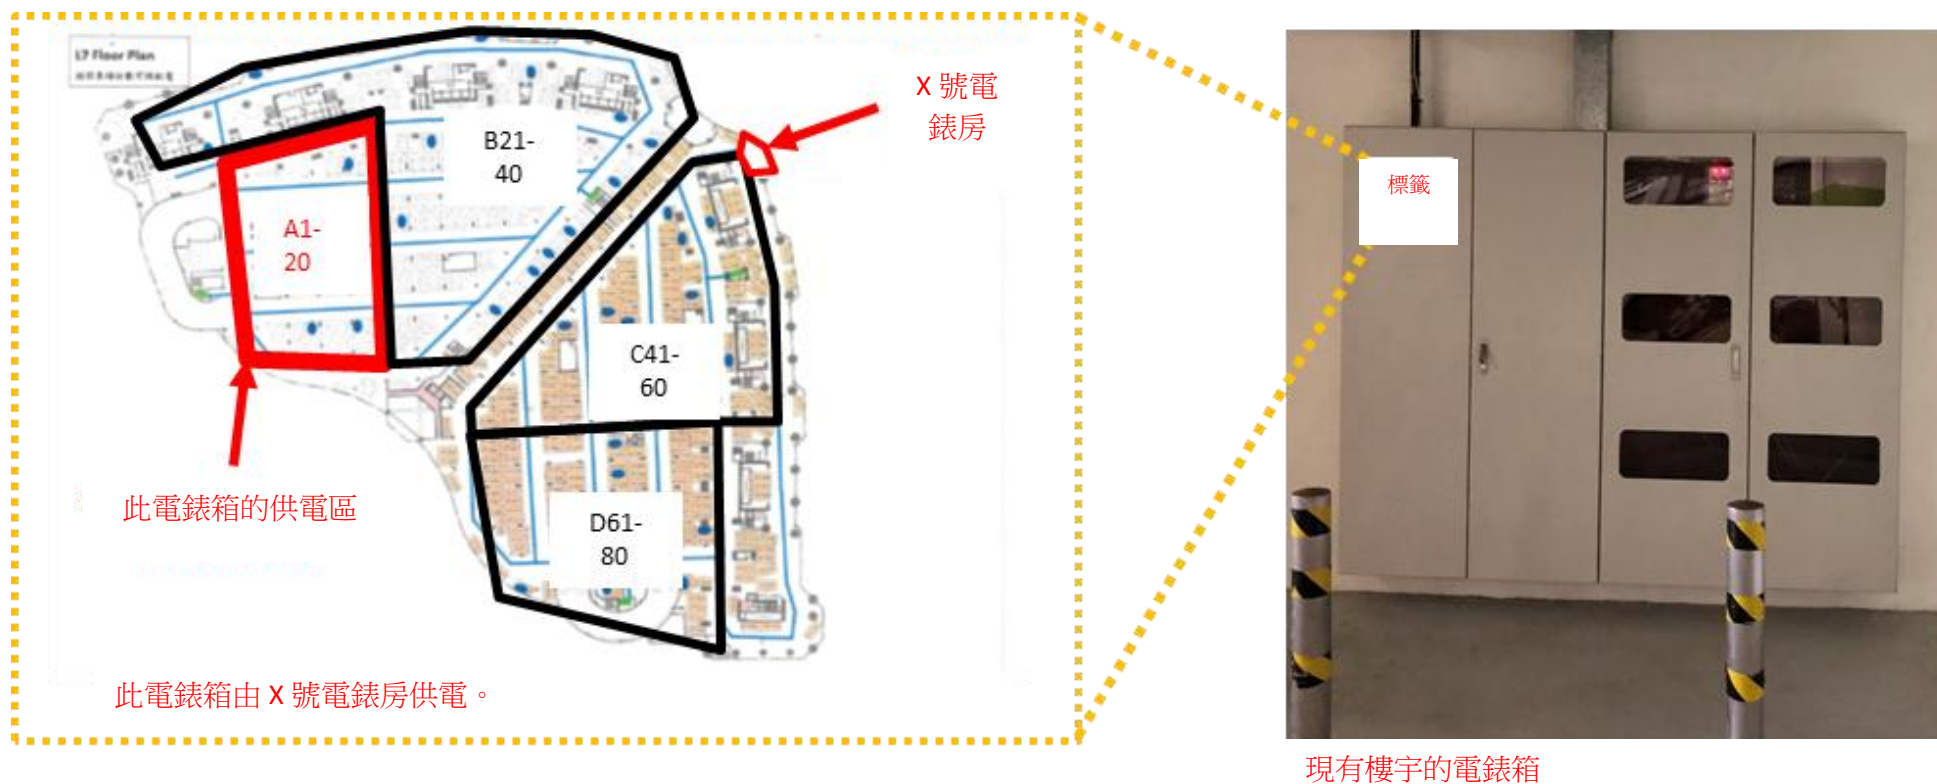 L7 Floor Plan
X 號電
錶房
B21-
40
A1-
20
C41-
60
D61-
80
此電錶箱的供電區
此電錶箱由 X 號電錶房供電。
標籤
現有樓宇的電錶箱